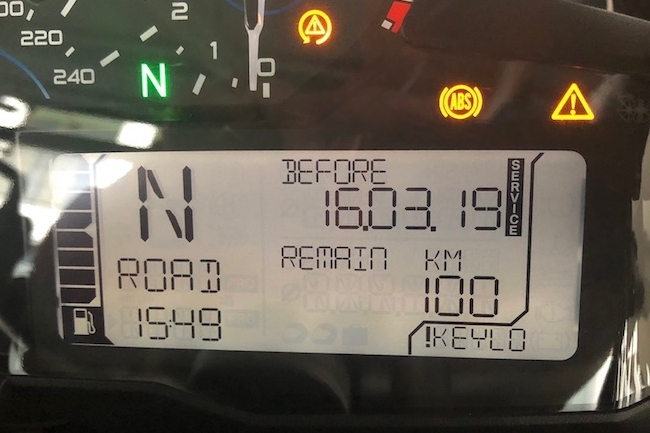 220
240
2
1
0
N
ABS
N
BEFORE
16.03.19
SERVICE
ROAD
REMAIN KM
100
15:49
!KEYLO